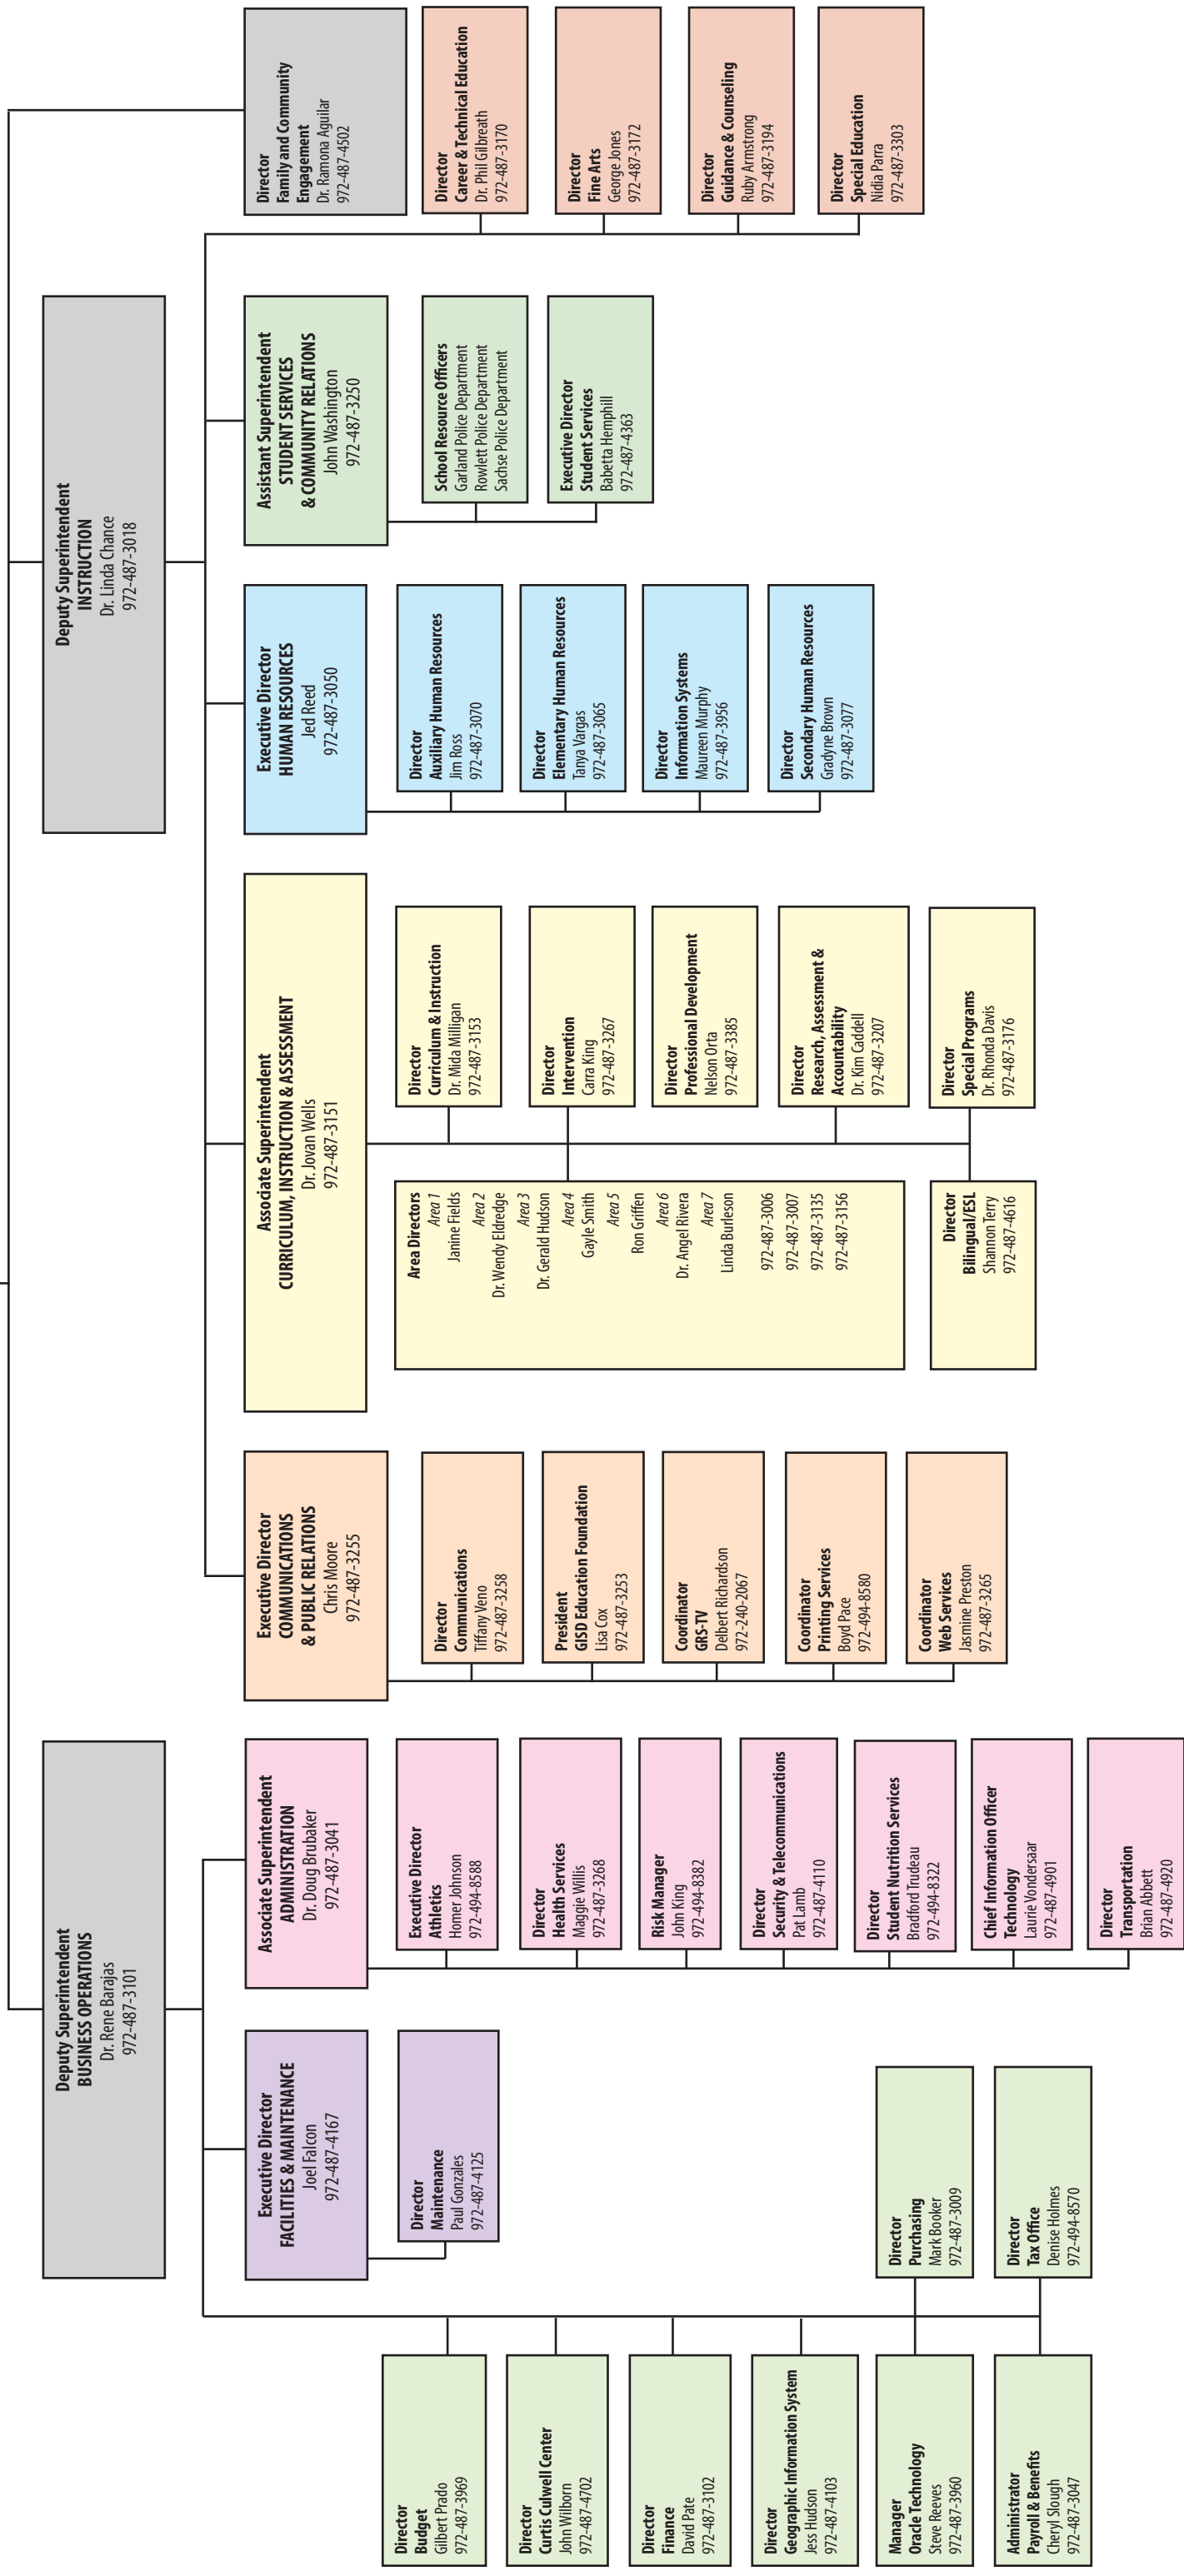 Deputy Superintendent
BUSINESS OPERATIONS
Dr. Rene Barajas
972-487-3101
Deputy Superintendent
INSTRUCTION
Dr. Linda Chance
972-487-3018
Director
Budget
Gilbert Prado
972-487-3969
Director
Curtis Culwell Center
John Wilborn
972-487-4702
Director
Finance
David Pate
972-487-3102
Director
Geographic Information System
Jess Hudson
972-487-4103
Manager
Oracle Technology
Steve Reeves
972-487-3960
Administrator
Payroll & Benefits
Cheryl Slough
972-487-3047
Director
Purchasing
Mark Booker
972-487-3009
Director
Tax Office
Denise Holmes
972-494-8570
Executive Director
FACILITIES & MAINTENANCE
Joel Falcon
972-487-4167
Director
Maintenance
Paul Gonzales
972-487-4125
Associate Superintendent
ADMINISTRATION
Dr. Doug Brubaker
972-487-3041
Executive Director
Athletics
Homer Johnson
972-494-8588
Director
Health Services
Maggie Willis
972-487-3268
Risk Manager
John King
972-494-8382
Director
Security & Telecommunications
Pat Lamb
972-487-4110
Director
Student Nutrition Services
Bradford Trudeau
972-494-8322
Chief Information Officer
Technology
Laurie Vondersaar
972-487-4901
Director
Transportation
Brian Abbett
972-487-4920
Executive Director
COMMUNICATIONS
& PUBLIC RELATIONS
Chris Moore
972-487-3255
Director
Communications
Tiffany Veno
972-487-3258
President
GISD Education Foundation
Lisa Cox
972-487-3253
Coordinator
GRS-TV
Delbert Richardson
972-240-2067
Coordinator
Printing Services
Boyd Pace
972-494-8580
Coordinator
Web Services
Jasmine Preston
972-487-3265
Associate Superintendent
CURRICULUM, INSTRUCTION & ASSESSMENT
Dr. Jovan Wells
972-487-3151
Area Directors
Area 1
Janine Fields
Area 2
Dr. Wendy Eldredge
Area 3
Dr. Gerald Hudson
Area 4
Gayle Smith
Area 5
Ron Griffen
Area 6
Dr. Angel Rivera
Area 7
Linda Burleson
972-487-3006
972-487-3007
972-487-3135
972-487-3156
Director
Bilingual/ESL
Shannon Terry
972-487-4616
Director
Curriculum & Instruction
Dr. Mida Milligan
972-487-3153
Director
Intervention
Carra King
972-487-3267
Director
Professional Development
Nelson Orta
972-487-3385
Director
Research, Assessment &
Accountability
Dr. Kim Caddell
972-487-3207
Director
Special Programs
Dr. Rhonda Davis
972-487-3176
Executive Director
HUMAN RESOURCES
Jed Reed
972-487-3050
Director
Auxiliary Human Resources
Jim Ross
972-487-3070
Director
Elementary Human Resources
Tanya Vargas
972-487-3065
Director
Information Systems
Maureen Murphy
972-487-3956
Director
Secondary Human Resources
Gradyne Brown
972-487-3077
Assistant Superintendent
STUDENT SERVICES
& COMMUNITY RELATIONS
John Washington
972-487-3250
School Resource Officers
Garland Police Department
Rowlett Police Department
Sachse Police Department
Executive Director
Student Services
Babetta Hemphill
972-487-4363
Director
Family and Community
Engagement
Dr. Ramona Aguilar
972-487-4502
Director
Career & Technical Education
Dr. Phil Gilbreath
972-487-3170
Director
Fine Arts
George Jones
972-487-3172
Director
Guidance & Counseling
Ruby Armstrong
972-487-3194
Director
Special Education
Nidia Parra
972-487-3303